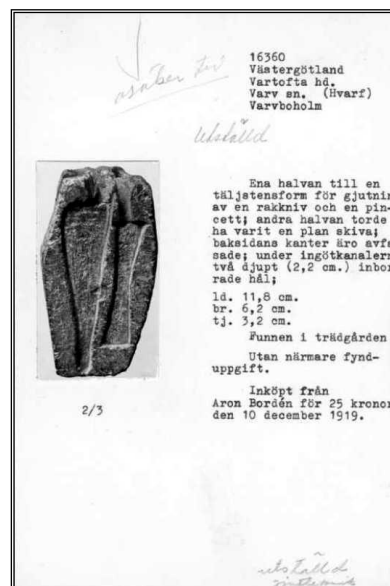 16360
Västergötland
Vartofta hd.
Varv sn. (Hvarf)
Varvboholm
utställd
Ena halvan till en
täljstensform för gjutnin
av en rakkniv och en pin-
cett; andra halvan torde
ha varit en plan skiva;
baksidans kanter äro avfa
sade; under ingötkanalern
två djupt (2,2 cm.) inbor
rade hål;
ld. 11,8 cm.
br. 6,2 cm.
tj. 3,2 cm.
Funnen i trädgården
Utan närmare fynd-
uppgift.
2/3
Inköpt från
Aron Bordén för 25 kronor
den 10 december 1919.
utställd